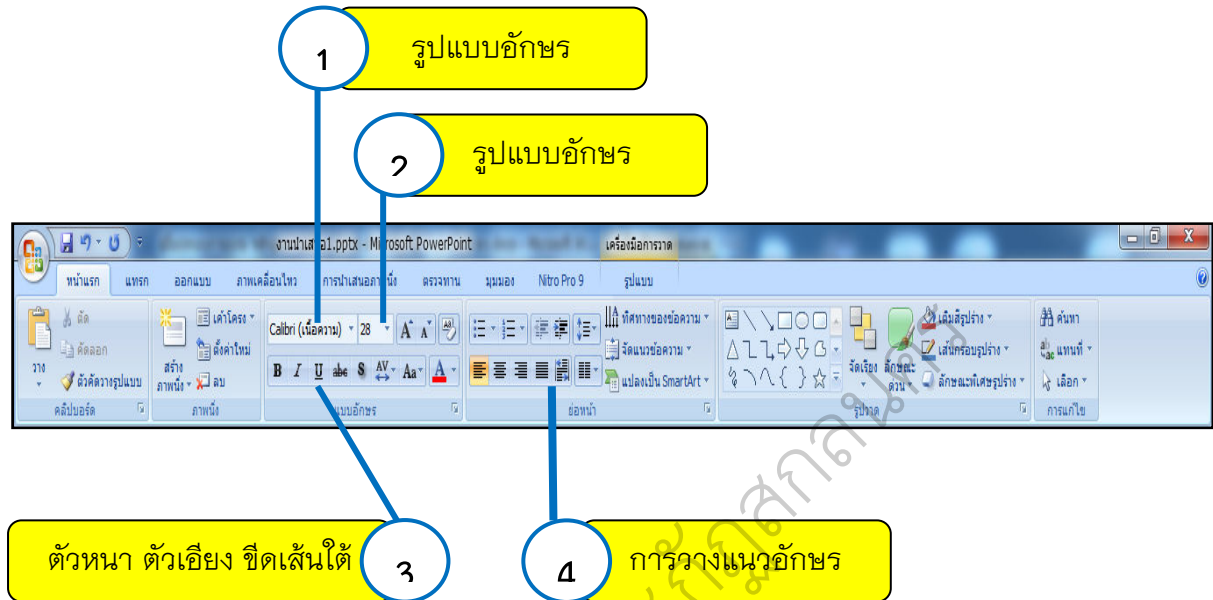 1 รูปแบบอักษร
2 รูปแบบอักษร
งานนำเสนอ1.pptx - Microsoft PowerPoint เครื่องมือการวาด
หน้าแรก แทรก ออกแบบ ภาพเคลื่อนไหว การนำเสนอภาพนิ่ง ตรวจทาน มุมมอง Nitro Pro 9 รูปแบบ
วาง
ตัด
คัดลอก
ตัวคัดวางรูปแบบ
คลิปบอร์ด
สร้าง
ภาพนิ่ง
เค้าโครง
ตั้งค่าใหม่
ลบ
ภาพนิ่ง
Calibri (เนื้อความ) 28 A A
B I U abc S AV Aa A
แบบอักษร
ทิศทางของข้อความ
จัดแนวข้อความ
แปลงเป็น SmartArt
ย่อหน้า
จัดเรียง
ลักษณะ
ด่วน
เติมสีรูปร่าง
เส้นกรอบรูปร่าง
ลักษณะพิเศษรูปร่าง
รูปวาด
ค้นหา
แทนที่
เลือก
การแก้ไข
ตัวหนา ตัวเอียง ขีดเส้นใต้ 3
4 การวางแนวอักษร